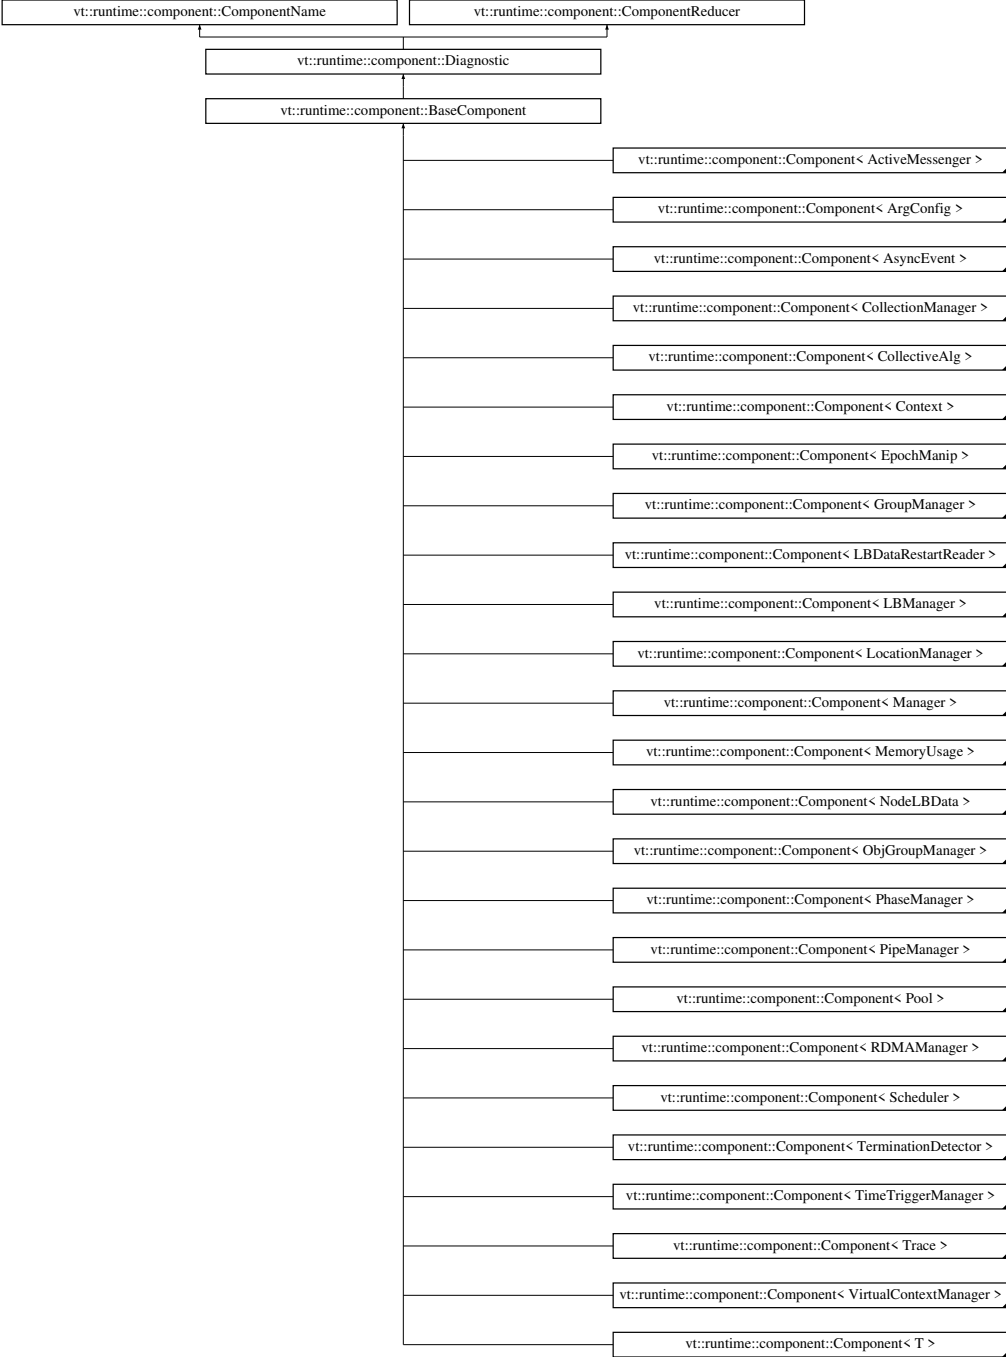 vt::runtime::component::ComponentName
vt::runtime::component::ComponentReducer
vt::runtime::component::Diagnostic
vt::runtime::component::BaseComponent
vt::runtime::component::Component< ActiveMessenger >
vt::runtime::component::Component< ArgConfig >
vt::runtime::component::Component< AsyncEvent >
vt::runtime::component::Component< CollectionManager >
vt::runtime::component::Component< CollectiveAlg >
vt::runtime::component::Component< Context >
vt::runtime::component::Component< EpochManip >
vt::runtime::component::Component< GroupManager >
vt::runtime::component::Component< LBDataRestartReader >
vt::runtime::component::Component< LBManager >
vt::runtime::component::Component< LocationManager >
vt::runtime::component::Component< Manager >
vt::runtime::component::Component< MemoryUsage >
vt::runtime::component::Component< NodeLBData >
vt::runtime::component::Component< ObjGroupManager >
vt::runtime::component::Component< PhaseManager >
vt::runtime::component::Component< PipeManager >
vt::runtime::component::Component< Pool >
vt::runtime::component::Component< RDMAManager >
vt::runtime::component::Component< Scheduler >
vt::runtime::component::Component< TerminationDetector >
vt::runtime::component::Component< TimeTriggerManager >
vt::runtime::component::Component< Trace >
vt::runtime::component::Component< VirtualContextManager >
vt::runtime::component::Component< T >